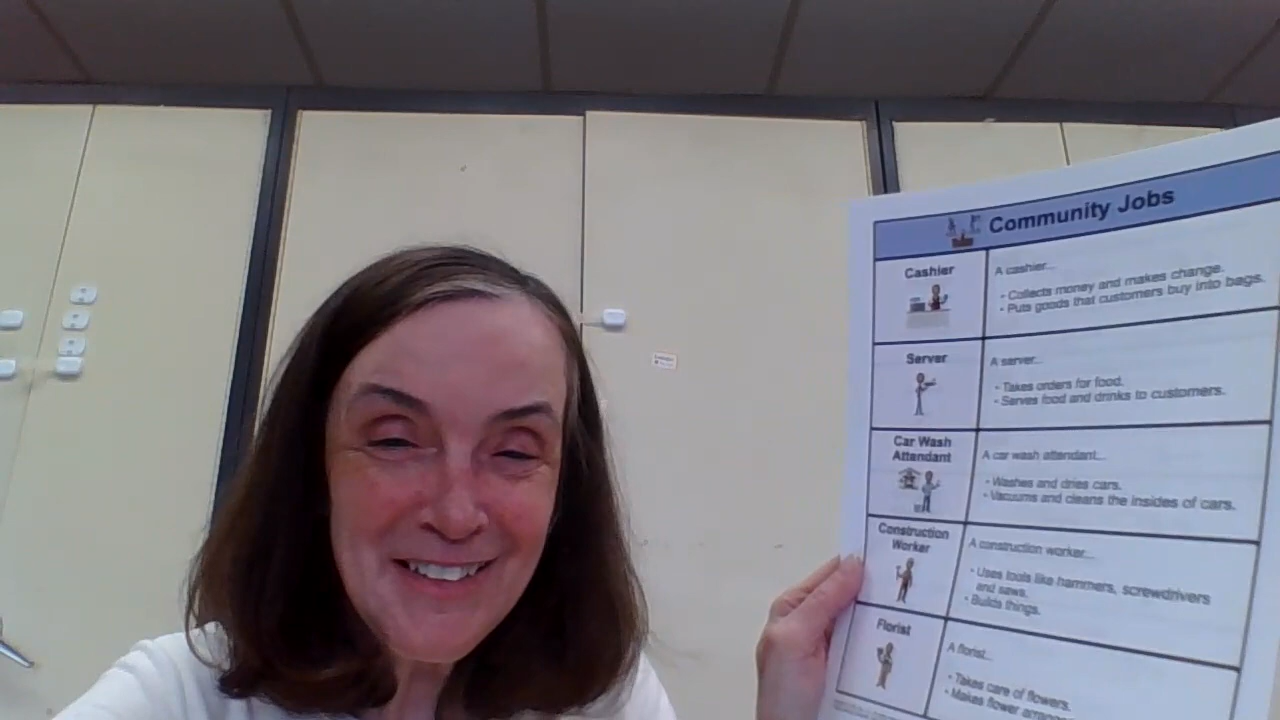 Community Jobs
Cashier
A cashier...
• Collects money and makes change.
• Puts goods that customers buy into bags.
Server
A server...
• Takes orders for food.
• Serves food and drinks to customers.
Car Wash
Attendant
A car wash attendant...
• Washes and dries cars.
• Vacuums and cleans the insides of cars.
Construction
Worker
A construction worker...
• Uses tools like hammers, screwdrivers
and saws.
• Builds things.
Florist
A florist...
• Takes care of flowers.
• Makes flower